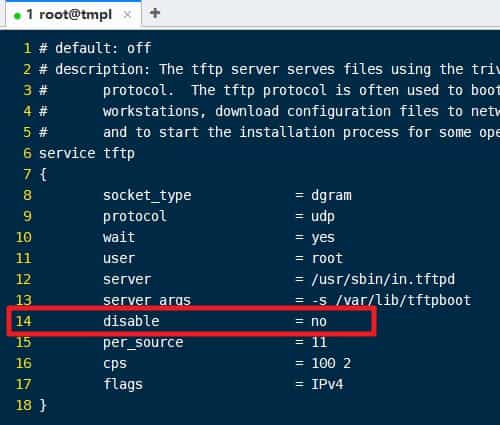 1 root@tmpl × +
1 # default: off
2 # description: The tftp server serves files using the triv
3 # protocol. The tftp protocol is often used to boot
4 # workstations, download configuration files to netw
5 # and to start the installation process for some ope
6 service tftp
7 {
8 socket_type = dgram
9 protocol = udp
10 wait = yes
11 user = root
12 server = /usr/sbin/in.tftpd
13 server_args = -s /var/lib/tftpboot
14 disable = no
15 per_source = 11
16 cps = 100 2
17 flags = IPv4
18 }